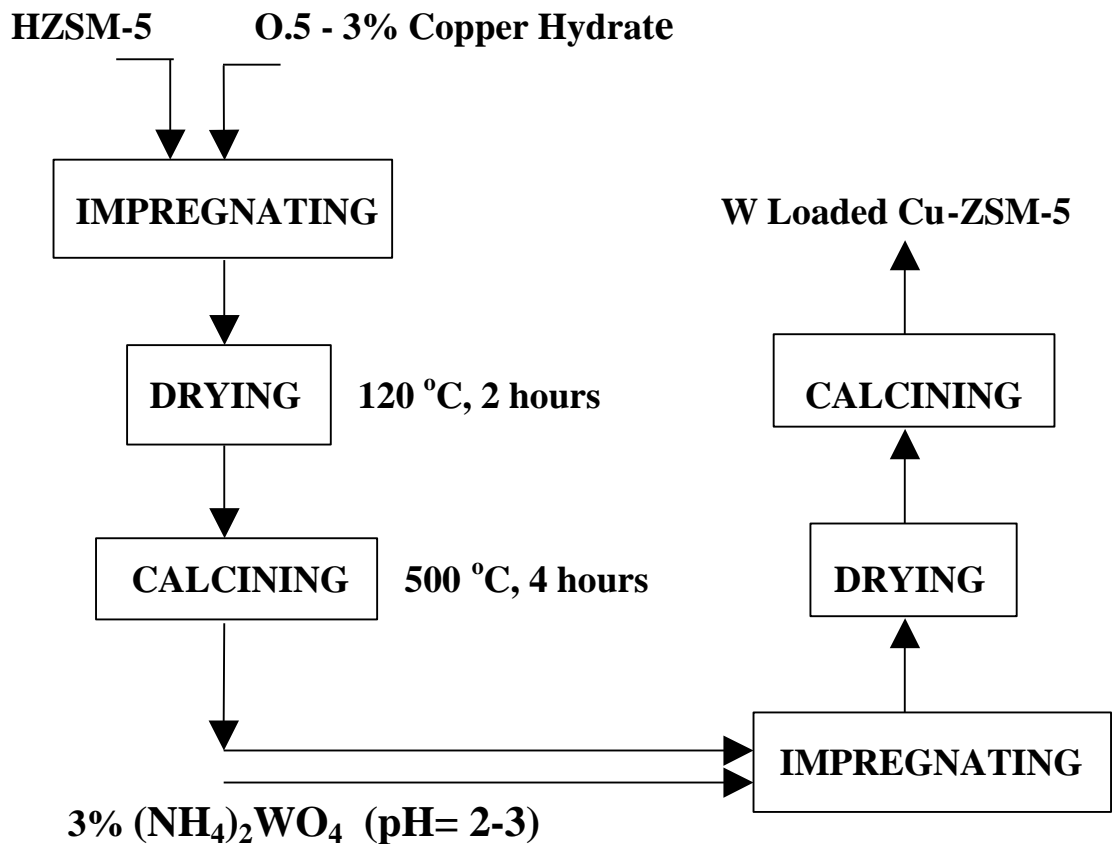 HZSM-5 O.5 - 3% Copper Hydrate
IMPREGNATING
DRYING 120 °C, 2 hours
CALCINING 500 °C, 4 hours
3% (NH₄)₂WO₄ (pH= 2-3)
IMPREGNATING
DRYING
CALCINING
W Loaded Cu-ZSM-5